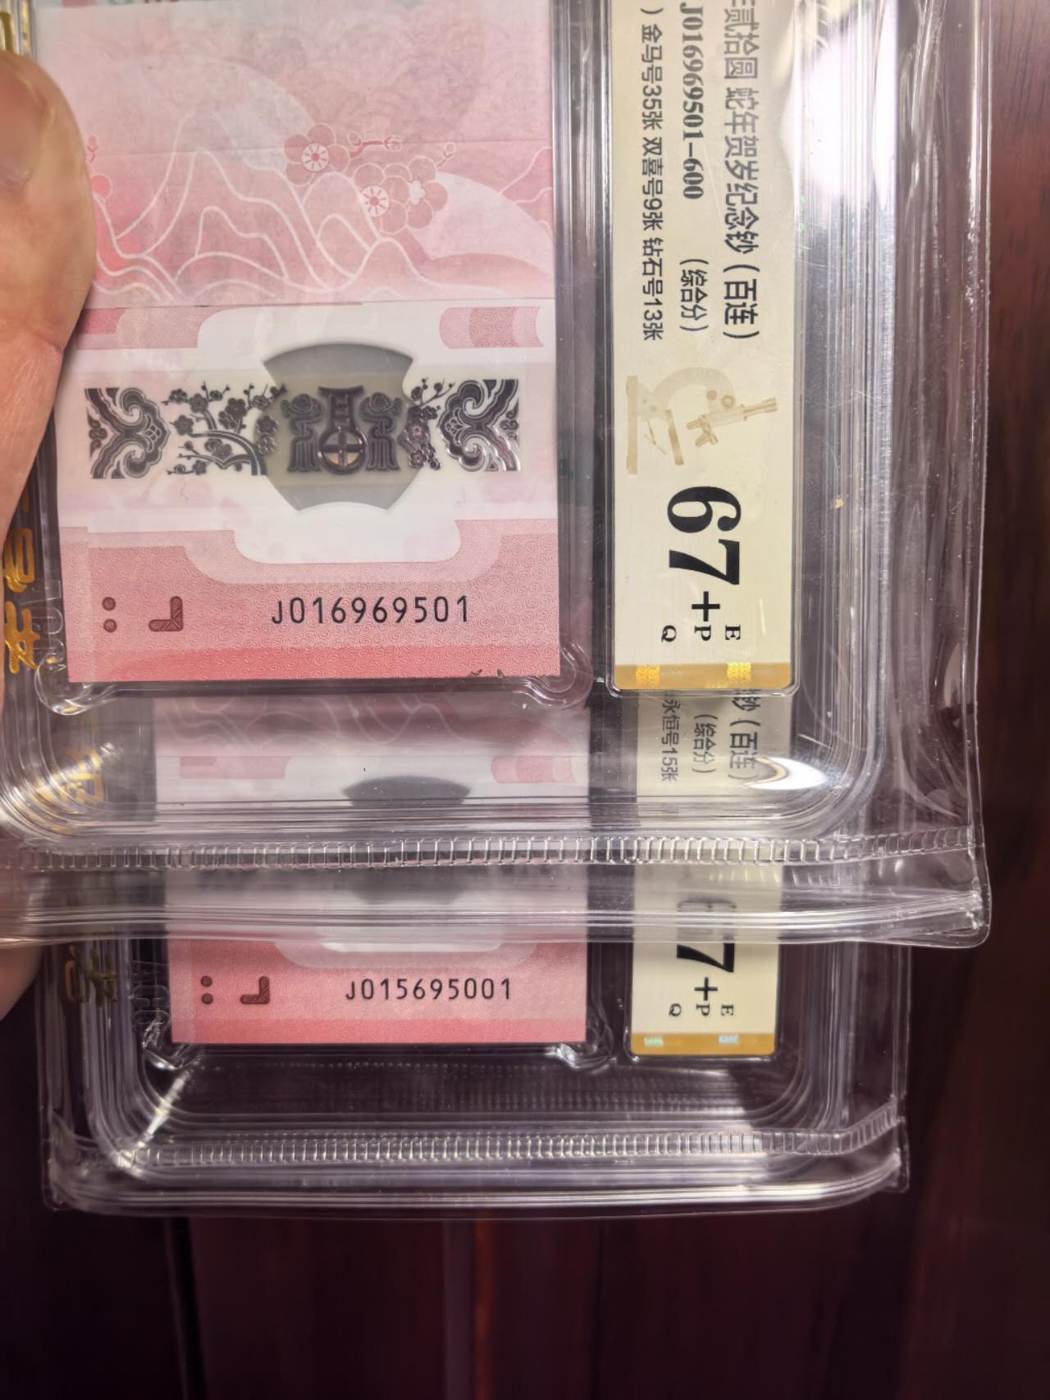 年贰拾圆 蛇年贺岁纪念钞（百连）
J016969501-600 （综合分）
）金马号35张 双喜号9张 钻石号13张
67+
E
P
Q
J016969501
钞（百连）
（综合分）
永恒号15张
67+
E
P
Q
J015695001